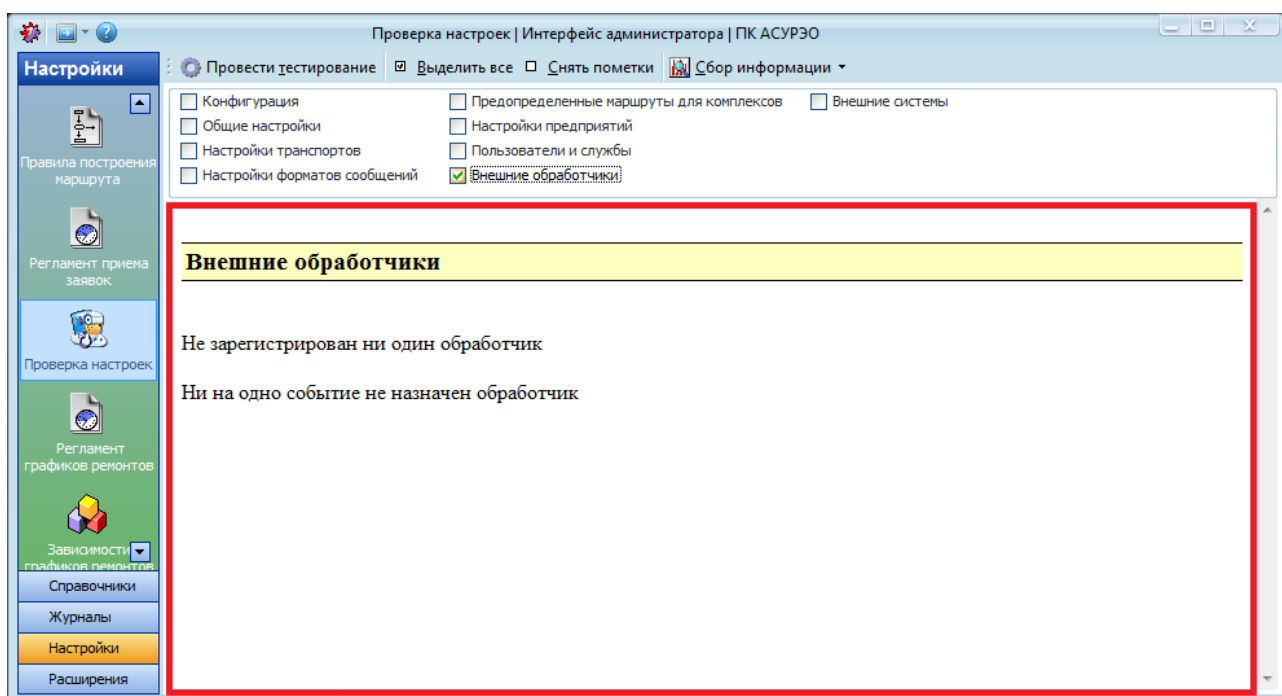 Проверка настроек | Интерфейс администратора | ПК АСУРЭО
Настройки
Провести тестирование Выделить все Снять пометки Сбор информации
Правила построения
маршрута
Регламент приема
заявок
Проверка настроек
Регламент
графиков ремонтов
Зависимости
графиков ремонтов
Справочники
Журналы
Настройки
Расширения
Конфигурация
Общие настройки
Настройки транспортов
Настройки форматов сообщений
Предопределенные маршруты для комплексов
Настройки предприятий
Пользователи и службы
Внешние обработчики
Внешние системы
Внешние обработчики
Не зарегистрирован ни один обработчик
Ни на одно событие не назначен обработчик